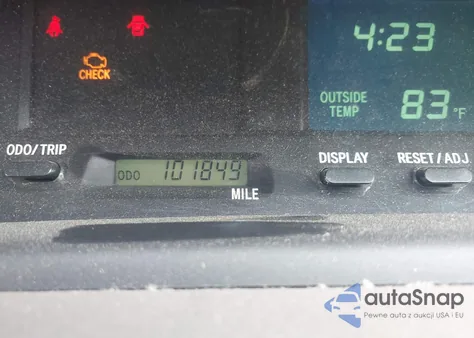 4:23
CHECK
OUTSIDE TEMP 83 °F
ODO/TRIP
DISPLAY
RESET/ADJ.
ODO 101849
MILE
autaSnap
Pewne auta z aukcji USA i EU